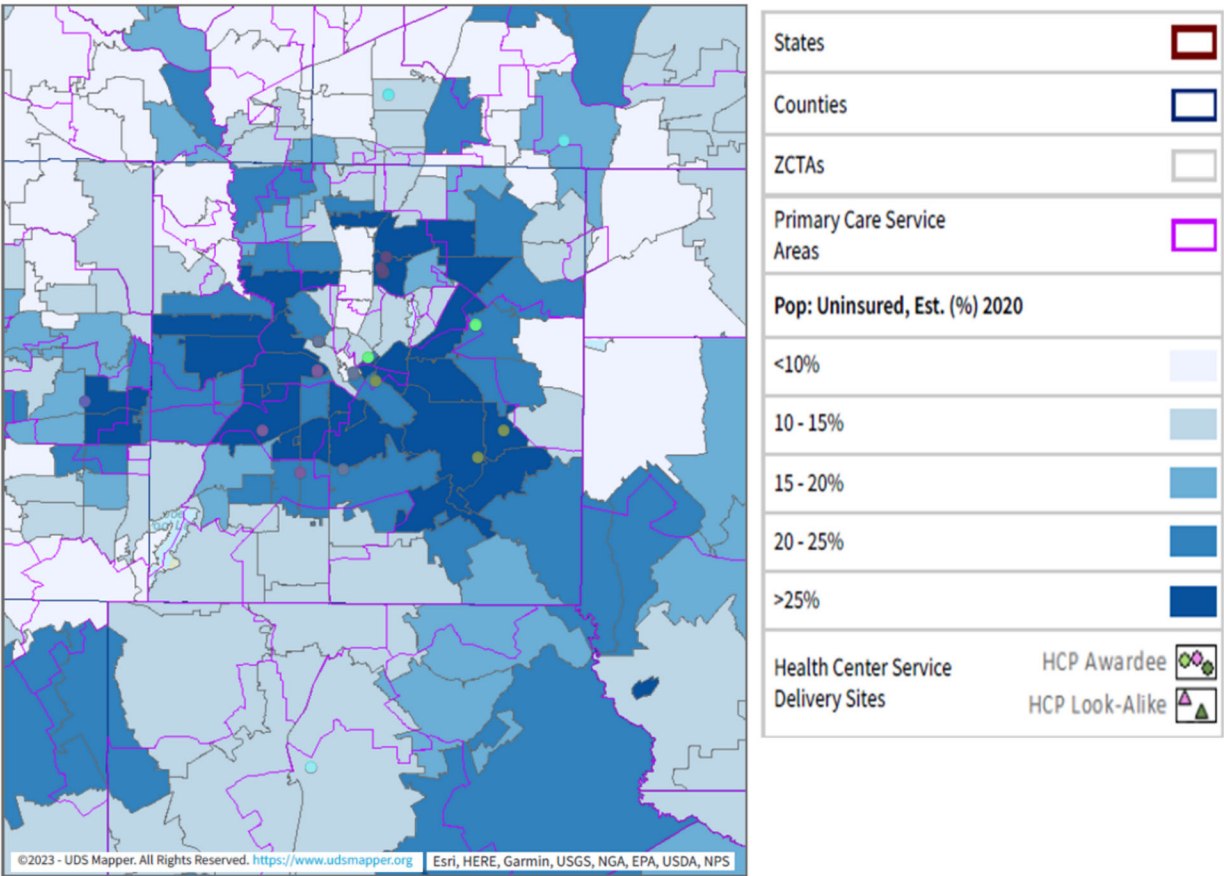 States
Counties
ZCTAs
Primary Care Service
Areas
Pop: Uninsured, Est. (%) 2020
<10%
10 - 15%
15 - 20%
20 - 25%
>25%
Health Center Service
Delivery Sites
HCP Awardee
HCP Look-Alike
©2023 - UDS Mapper. All Rights Reserved. https://www.udsmapper.org
Esri, HERE, Garmin, USGS, NGA, EPA, USDA, NPS